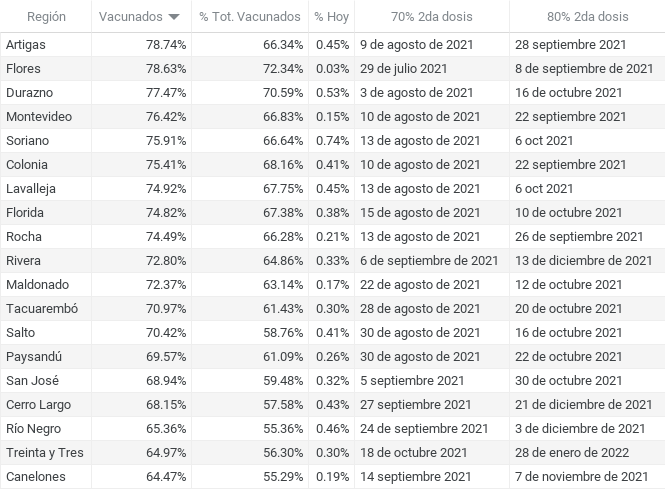 Región Vacunados % Tot. Vacunados % Hoy 70% 2da dosis 80% 2da dosis
Artigas 78.74% 66.34% 0.45% 9 de agosto de 2021 28 septiembre 2021
Flores 78.63% 72.34% 0.03% 29 de julio 2021 8 de septiembre de 2021
Durazno 77.47% 70.59% 0.53% 3 de agosto de 2021 16 de octubre 2021
Montevideo 76.42% 66.83% 0.15% 10 de agosto de 2021 22 septiembre 2021
Soriano 75.91% 66.64% 0.74% 13 de agosto de 2021 6 oct 2021
Colonia 75.41% 68.16% 0.41% 10 de agosto de 2021 22 septiembre 2021
Lavalleja 74.92% 67.75% 0.45% 13 de agosto de 2021 6 oct 2021
Florida 74.82% 67.38% 0.38% 15 de agosto de 2021 10 de octubre 2021
Rocha 74.49% 66.28% 0.21% 13 de agosto de 2021 26 de septiembre 2021
Rivera 72.80% 64.86% 0.33% 6 de septiembre de 2021 13 de diciembre de 2021
Maldonado 72.37% 63.14% 0.17% 22 de agosto de 2021 12 de octubre 2021
Tacuarembó 70.97% 61.43% 0.30% 28 de agosto de 2021 20 de octubre 2021
Salto 70.42% 58.76% 0.41% 30 de agosto de 2021 16 de octubre 2021
Paysandú 69.57% 61.09% 0.26% 30 de agosto de 2021 22 de octubre 2021
San José 68.94% 59.48% 0.32% 5 septiembre 2021 30 de octubre 2021
Cerro Largo 68.15% 57.58% 0.43% 27 septiembre 2021 21 de diciembre de 2021
Río Negro 65.36% 55.36% 0.46% 24 de septiembre 2021 3 de diciembre de 2021
Treinta y Tres 64.97% 56.30% 0.30% 18 de octubre 2021 28 de enero de 2022
Canelones 64.47% 55.29% 0.19% 14 septiembre 2021 7 de noviembre de 2021